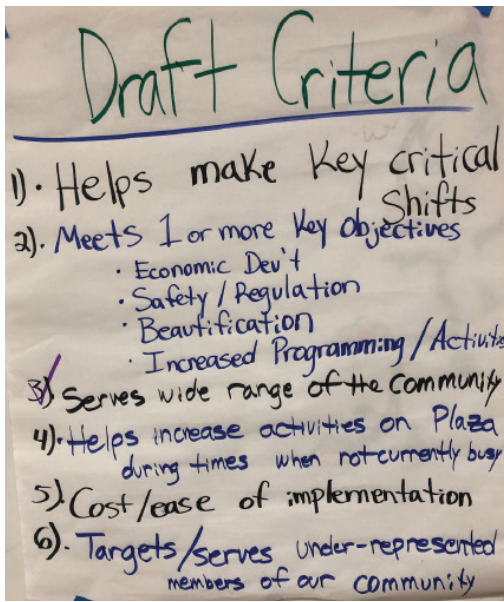 Draft Criteria
1). Helps make key critical
Shifts
2). Meets 1 or more key objectives
· Economic Dev't
· Safety / Regulation
· Beautification
· Increased Programming / Activitie
3) Serves wide range of the community
4). Helps increase activities on Plaza
during times when not currently busy
5). Cost/ease of implementation
6). Targets/serves under-represented
members of our community